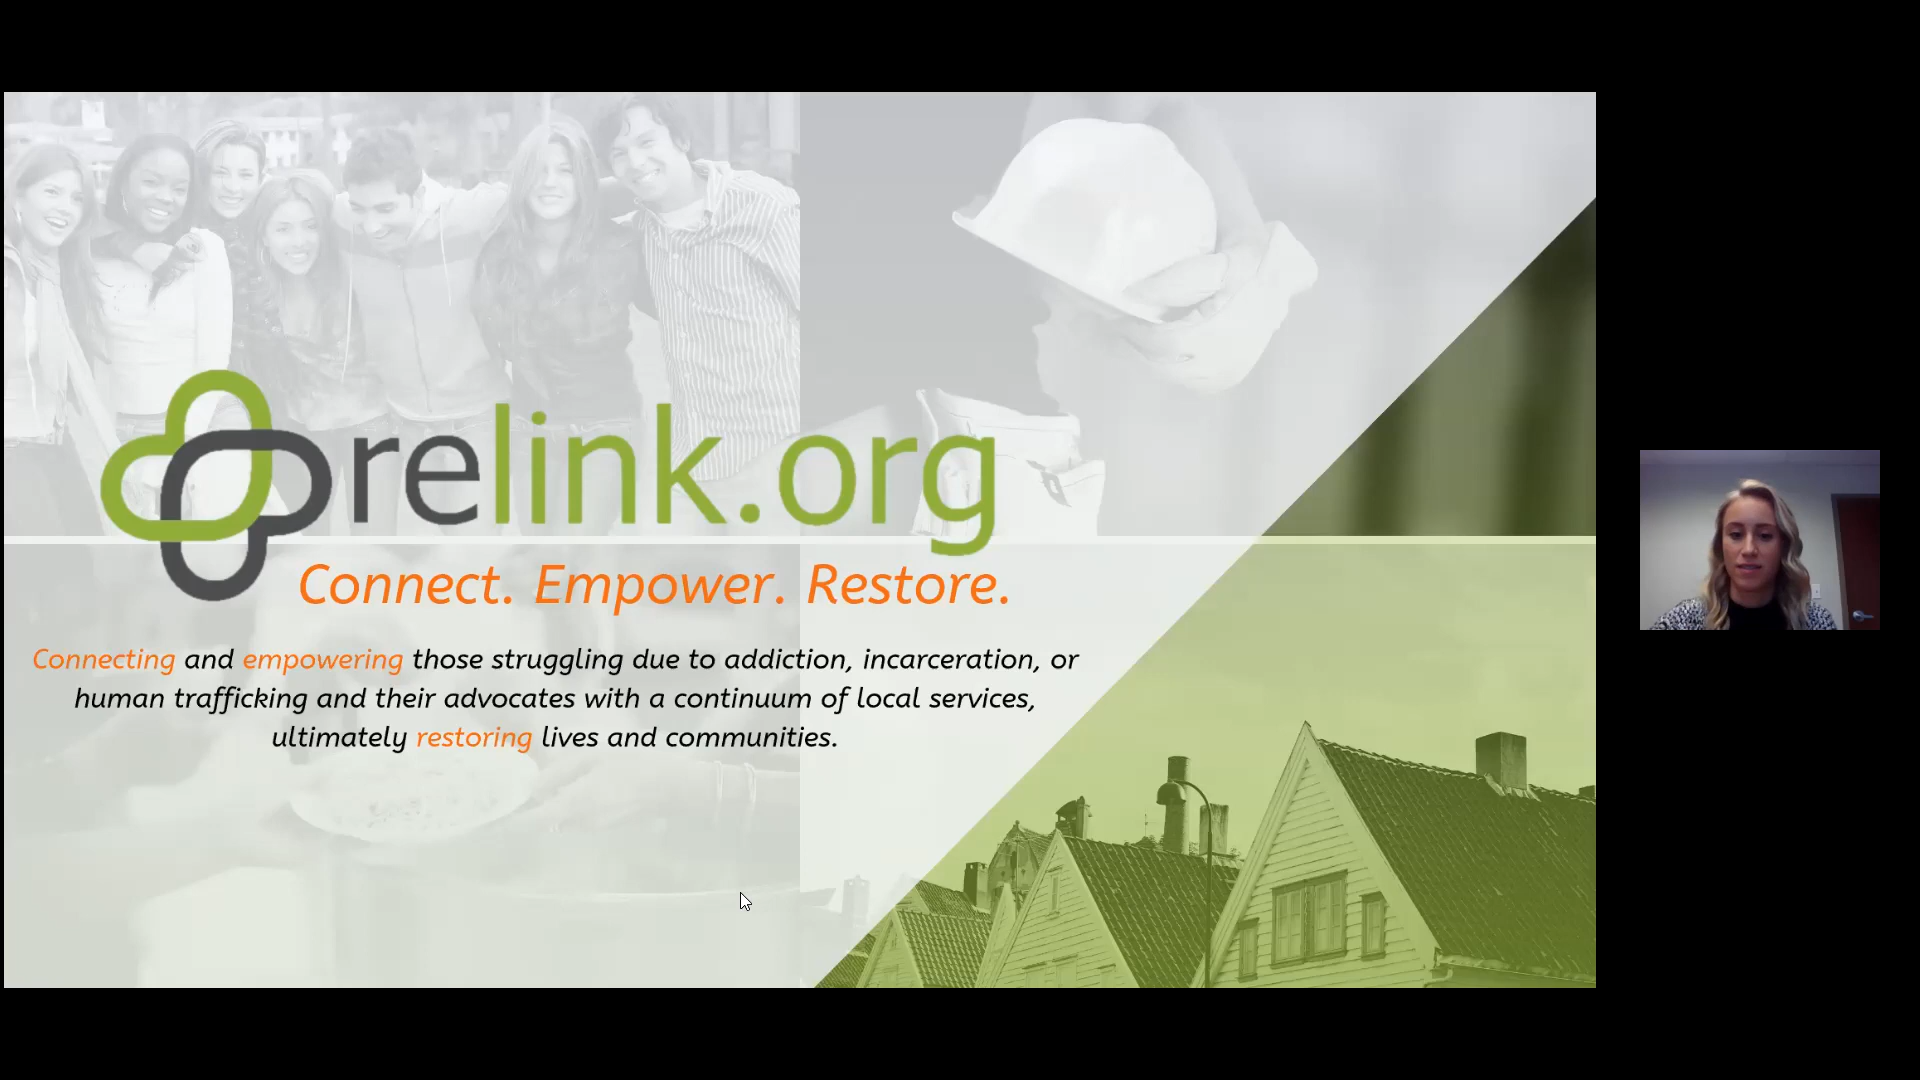 relink.org
Connect. Empower. Restore.
Connecting and empowering those struggling due to addiction, incarceration, or
human trafficking and their advocates with a continuum of local services,
ultimately restoring lives and communities.